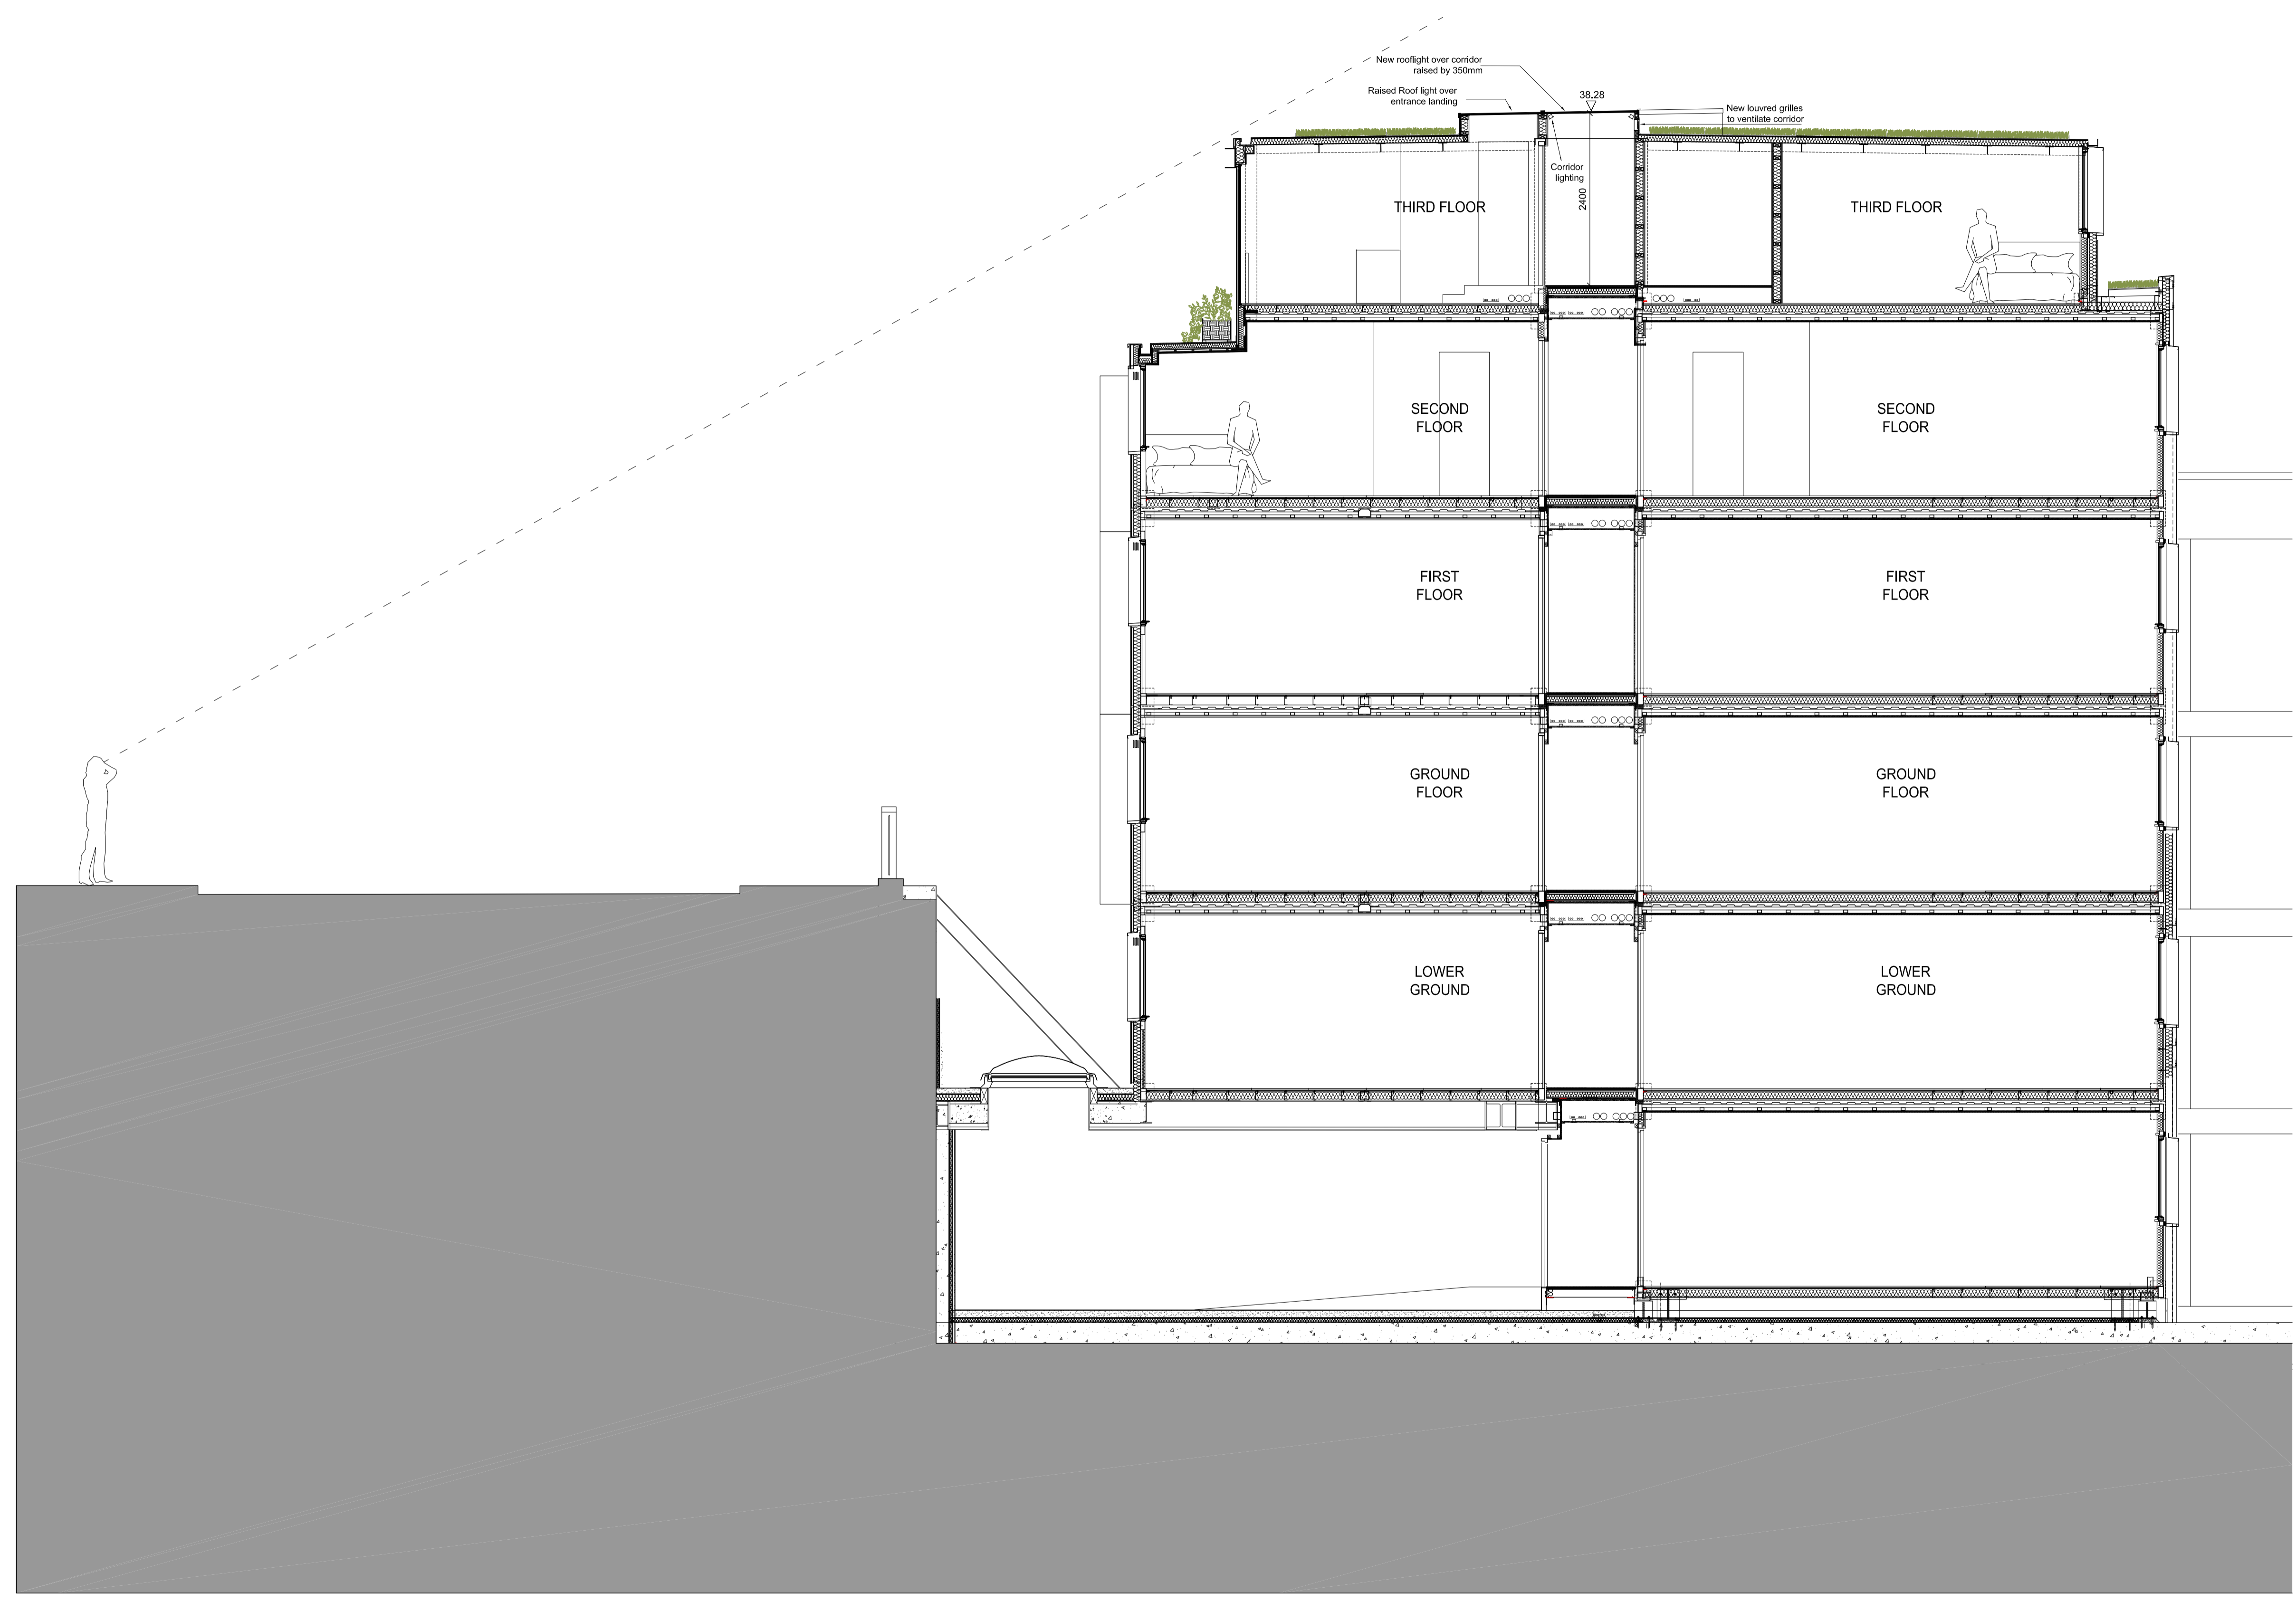 New rooflight over corridor
raised by 350mm
Raised Roof light over
entrance landing
38.28
New louvred grilles
to ventilate corridor
Corridor
lighting
2400
THIRD FLOOR
THIRD FLOOR
SECOND
FLOOR
SECOND
FLOOR
FIRST
FLOOR
FIRST
FLOOR
GROUND
FLOOR
GROUND
FLOOR
LOWER
GROUND
LOWER
GROUND